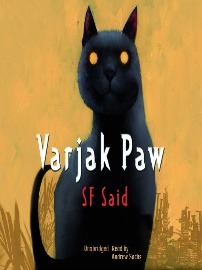 Varjak Paw
SF Said
Unabridged Read by
Andrew Sachs